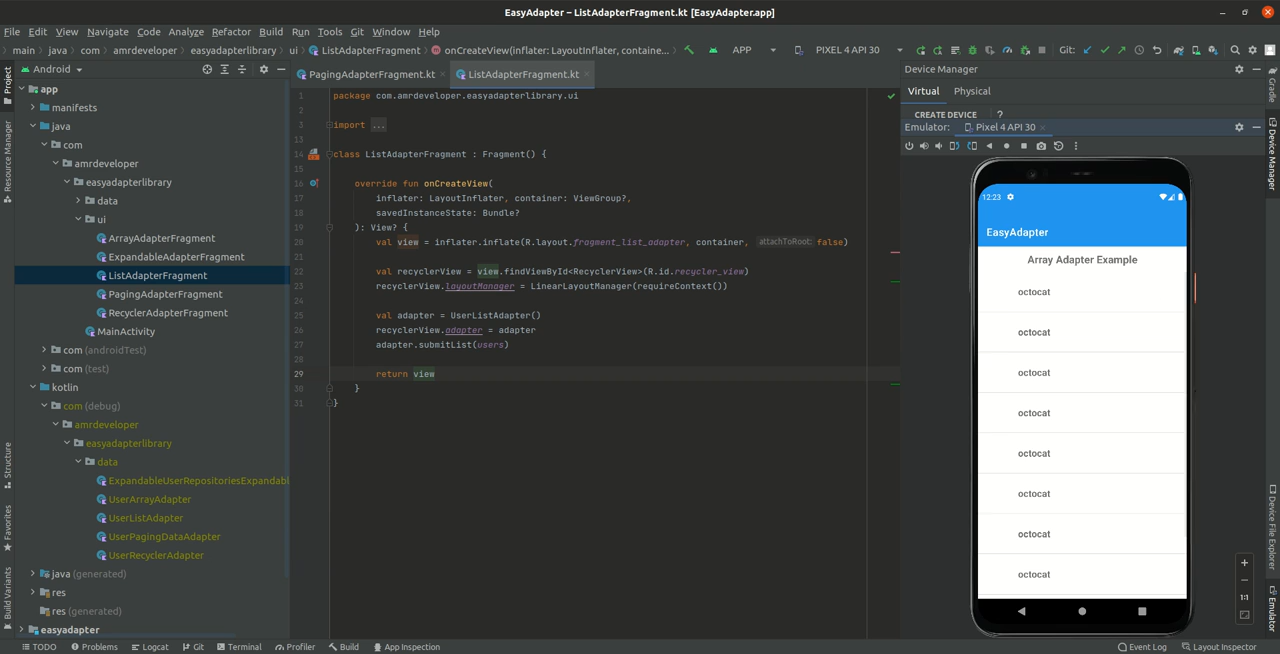 EasyAdapter – ListAdapterFragment.kt [EasyAdapter.app]
File Edit View Navigate Code Analyze Refactor Build Run Tools Git Window Help
main java com amrdeveloper easyadapterlibrary ui ListAdapterFragment onCreateView(inflater: LayoutInflater, containe... APP PIXEL 4 API 30 Git:
Android
PagingAdapterFragment.kt ListAdapterFragment.kt
Project
Resource Manager
Structure
Favorites
Build Variants
app
manifests
java
com
amrdeveloper
easyadapterlibrary
data
ui
ArrayAdapterFragment
ExpandableAdapterFragment
ListAdapterFragment
PagingAdapterFragment
RecyclerAdapterFragment
MainActivity
com (androidTest)
com (test)
kotlin
com (debug)
amrdeveloper
easyadapterlibrary
data
ExpandableUserRepositoriesExpandabl
UserArrayAdapter
UserListAdapter
UserPagingDataAdapter
UserRecyclerAdapter
java (generated)
res
res (generated)
easyadapter
1 package com.amrdeveloper.easyadapterlibrary.ui
2
3 import ...
13
14 class ListAdapterFragment : Fragment() {
15
16 override fun onCreateView(
17 inflater: LayoutInflater, container: ViewGroup?,
18 savedInstanceState: Bundle?
19 ): View? {
20 val view = inflater.inflate(R.layout.fragment_list_adapter, container, attachToRoot: false)
21
22 val recyclerView = view.findViewById<RecyclerView>(R.id.recycler_view)
23 recyclerView.layoutManager = LinearLayoutManager(requireContext())
24
25 val adapter = UserListAdapter()
26 recyclerView.adapter = adapter
27 adapter.submitList(users)
28
29 return view
30 }
31 }
Device Manager
Virtual Physical
CREATE DEVICE ?
Emulator: Pixel 4 API 30
12:23
EasyAdapter
Array Adapter Example
octocat
octocat
octocat
octocat
octocat
octocat
octocat
octocat
1:1
Gradle
Device Manager
Device File Explorer
Emulator
TODO Problems Logcat Git Terminal Profiler Build App Inspection Event Log Layout Inspector